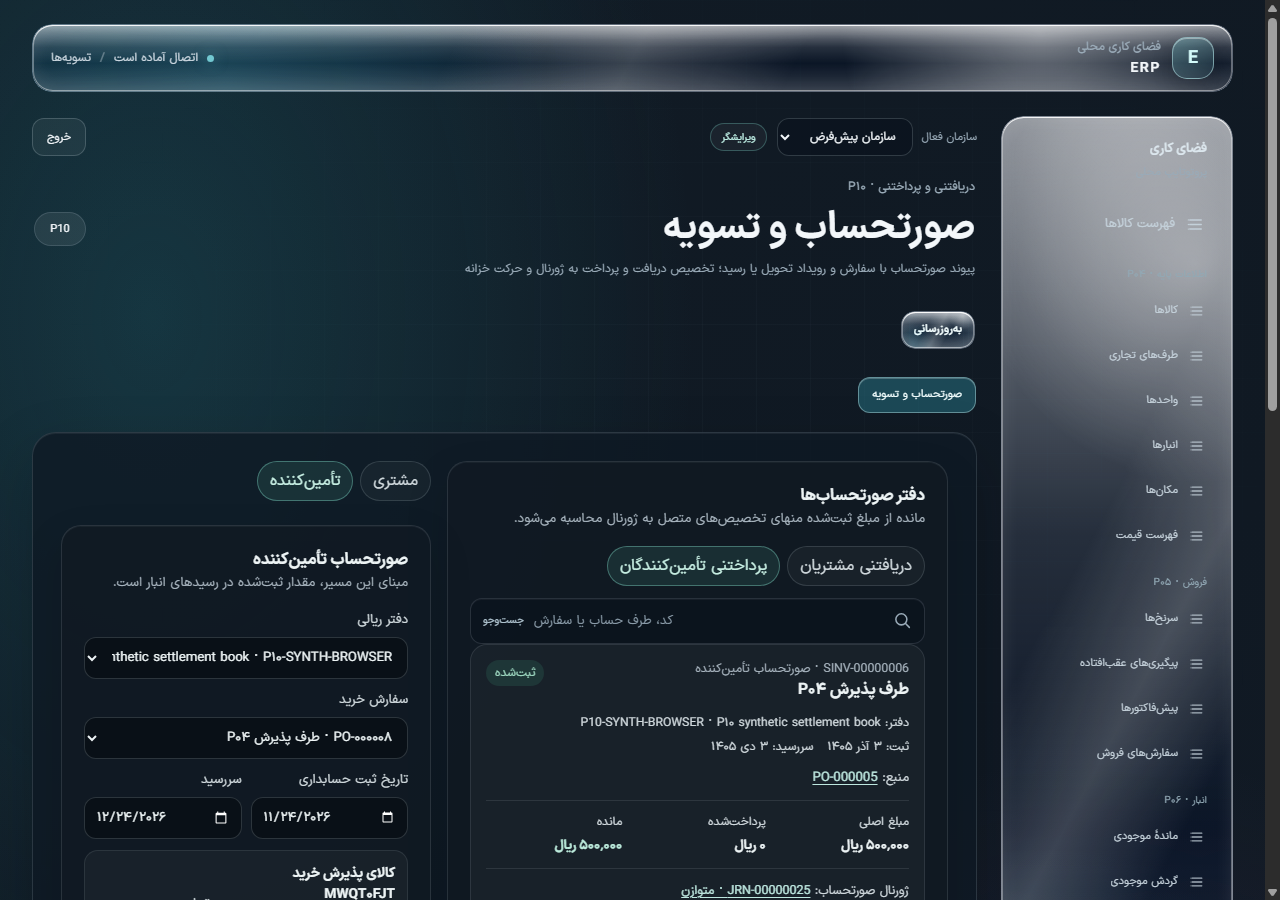 E
فضای کاری محلی
ERP
اتصال آماده است / تسویه‌ها
فضای کاری
فهرست کالاها
کالاها
طرف‌های تجاری
واحدها
انبارها
مکان‌ها
فهرست قیمت
فروش · P۰۵
سرنخ‌ها
پیگیری‌های عقب‌افتاده
پیش‌فاکتورها
سفارش‌های فروش
انبار · P۰۶
ماندهٔ موجودی
گردش موجودی
سازمان فعال
سازمان پیش‌فرض
ویرایشگر
خروج
دریافتنی و پرداختنی · P۱۰
صورتحساب و تسویه
P10
پیوند صورتحساب با سفارش و رویداد تحویل یا رسید؛ تخصیص دریافت و پرداخت به ژورنال و حرکت خزانه
به‌روزرسانی
صورتحساب و تسویه
دفتر صورتحساب‌ها
مانده از مبلغ ثبت‌شده منهای تخصیص‌های متصل به ژورنال محاسبه می‌شود.
دریافتنی مشتریان
پرداختنی تأمین‌کنندگان
کد، طرف حساب یا سفارش
جست‌وجو
SINV-00000006 · صورتحساب تأمین‌کننده
ثبت‌شده
طرف پذیرش P۰۴
دفتر: P10-SYNTH-BROWSER · P۱۰ synthetic settlement book
ثبت: ۳ آذر ۱۴۰۵ سررسید: ۳ دی ۱۴۰۵
منبع: PO-000005
مبلغ اصلی پرداخت‌شده مانده
۵۰۰,۰۰۰ ریال ۰ ریال ۵۰۰,۰۰۰ ریال
ژورنال صورتحساب: JRN-00000025 · متوازن
مشتری
تأمین‌کننده
صورتحساب تأمین‌کننده
مبنای این مسیر، مقدار ثبت‌شده در رسیدهای انبار است.
دفتر ریالی
P۱۰-SYNTH-BROWSER · thetic settlement book
سفارش خرید
PO-۰۰۰۰۰۸ · طرف پذیرش P۰۴
تاریخ ثبت حسابداری سررسید
۱۱/۲۴/۲۰۲۶ ۱۲/۲۴/۲۰۲۶
کالای پذیرش خرید
MWQT۰FJT